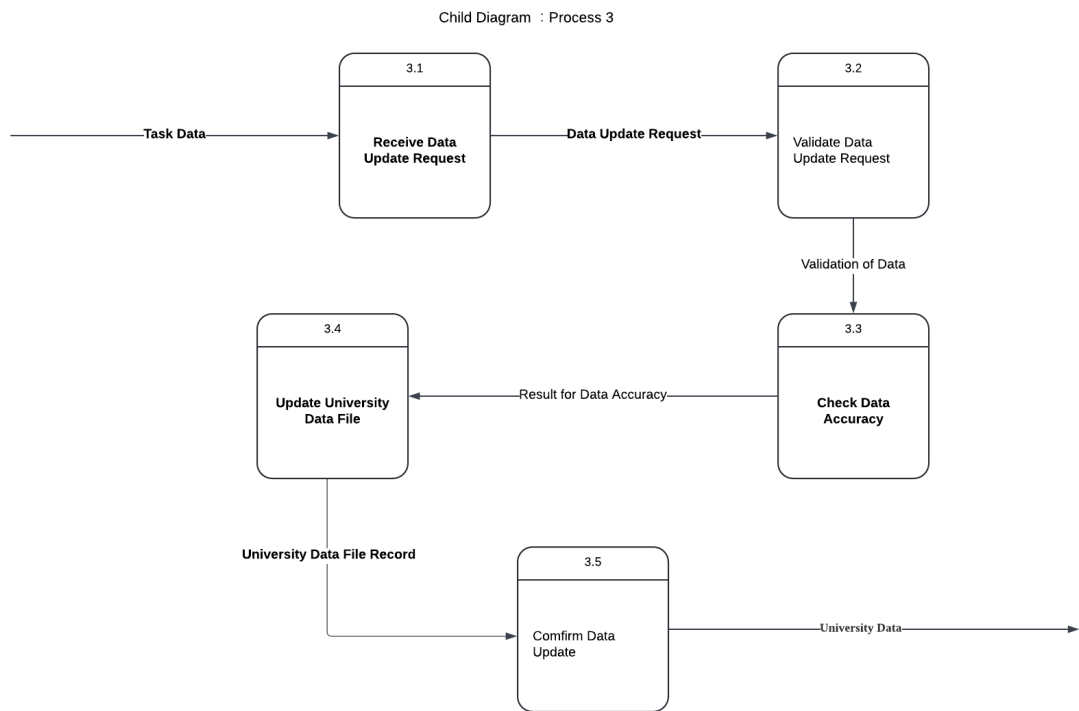 Child Diagram : Process 3
3.1
3.2
Task Data
Receive Data
Update Request
Data Update Request
Validate Data
Update Request
Validation of Data
3.4
3.3
Update University
Data File
Result for Data Accuracy
Check Data
Accuracy
University Data File Record
3.5
Comfirm Data
Update
University Data